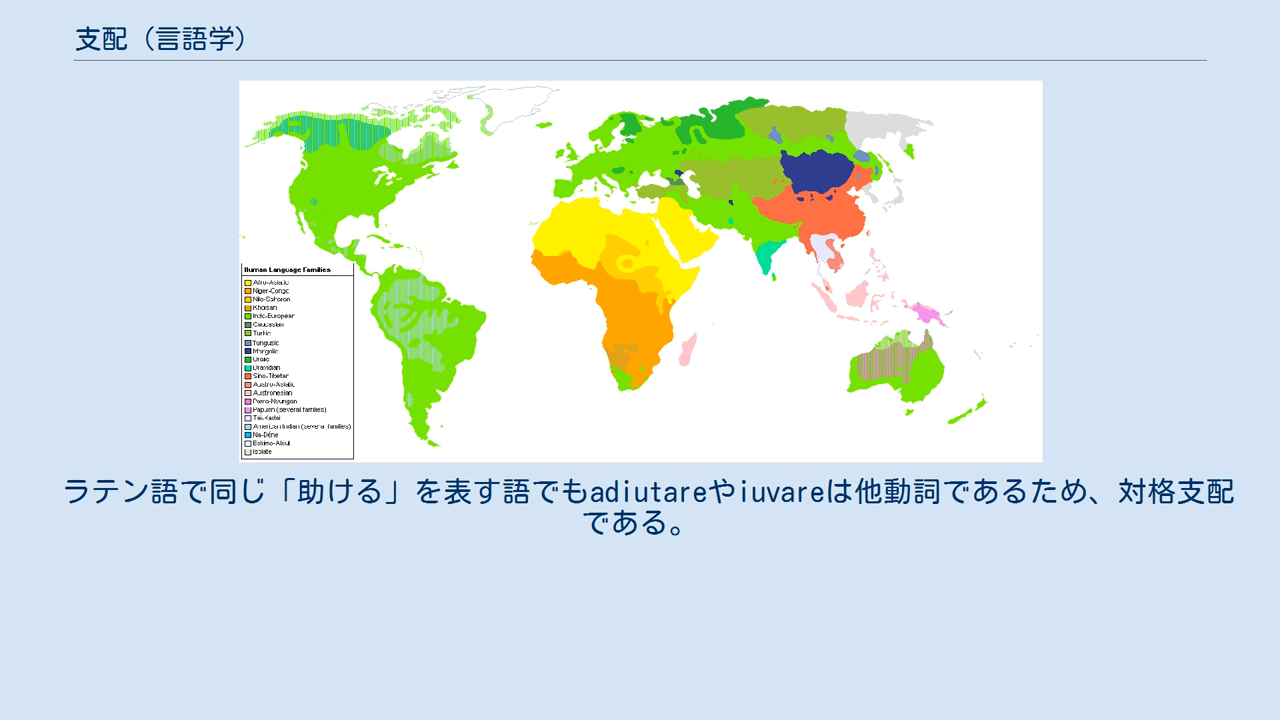 支配（言語学）
Human Language Families
Afro-Asiatic
Niger-Congo
Nilo-Saharan
Khoisan
Indo-European
Caucasian
Turkic
Tungusic
Mongolic
Uralic
Dravidian
Sino-Tibetan
Austro-Asiatic
Austronesian
Pama-Nyungan
Papuan (several families)
Tai-Kadai
American Indian (several families)
Na-Dene
Eskimo-Aleut
Isolate
ラテン語で同じ「助ける」を表す語でもadiutareやiuvareは他動詞であるため、対格支配
である。